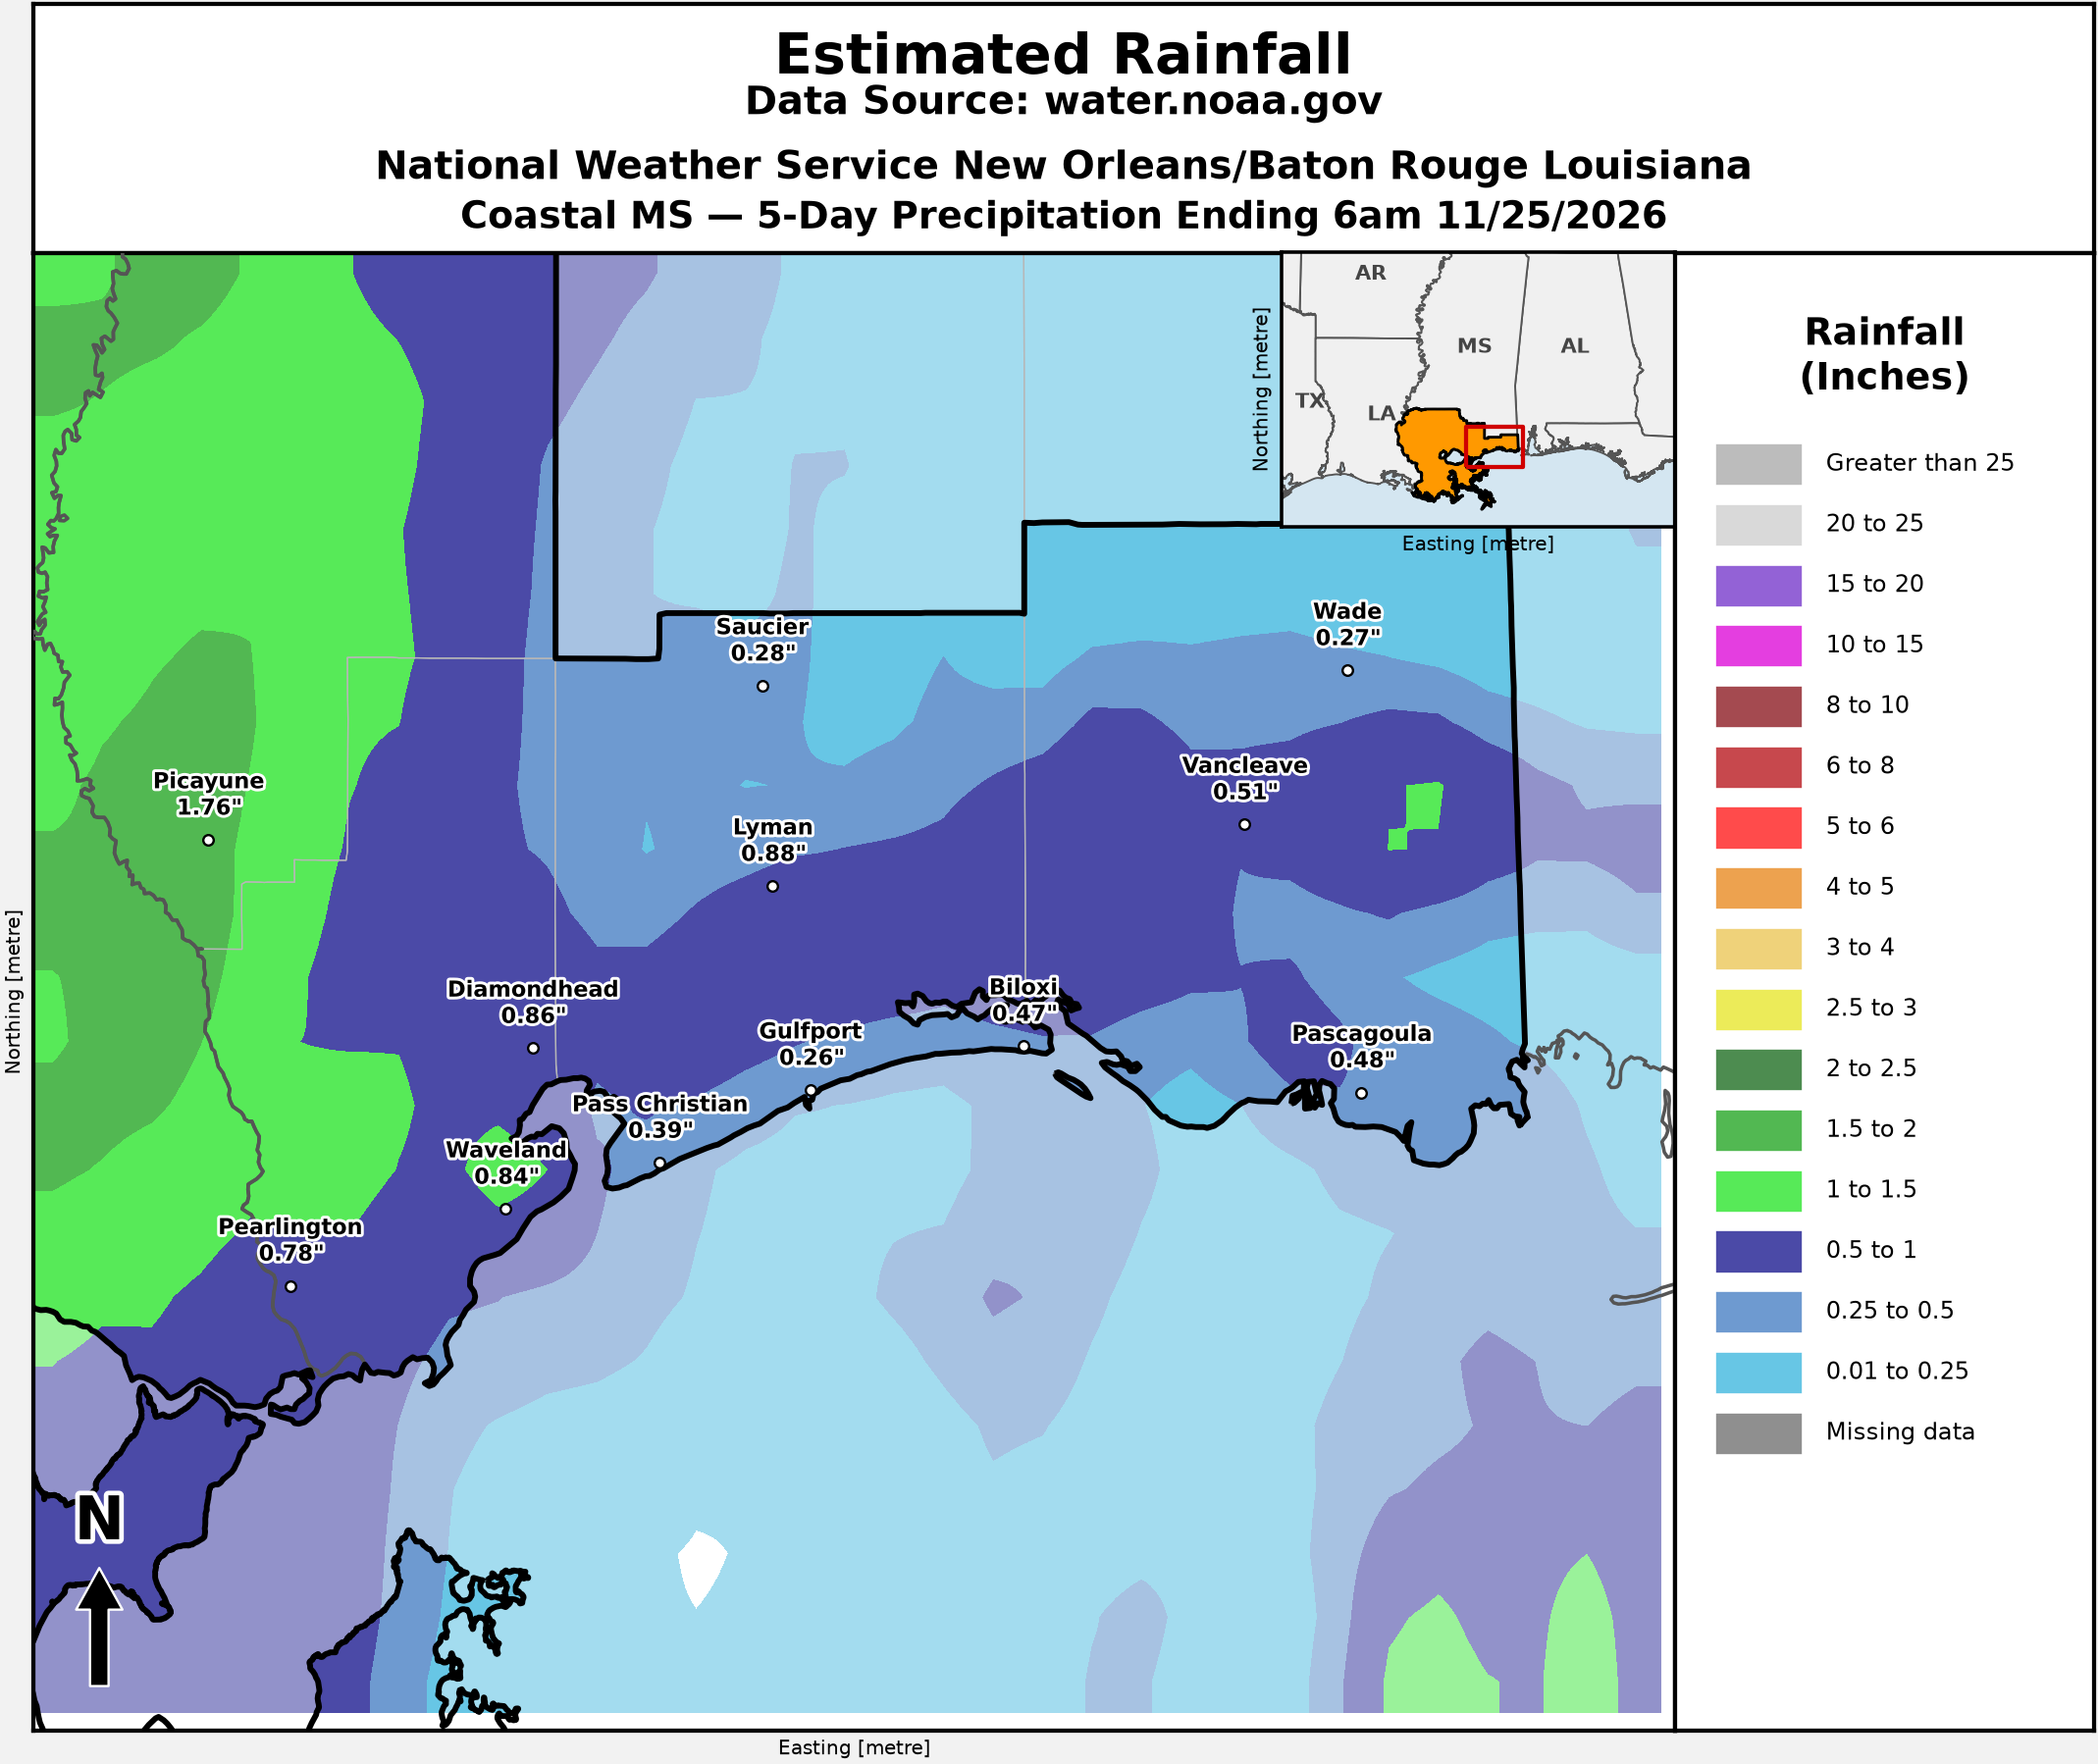 Estimated Rainfall
Data Source: water.noaa.gov
National Weather Service New Orleans/Baton Rouge Louisiana
Coastal MS — 5-Day Precipitation Ending 6am 11/25/2026
AR
MS
AL
TX
LA
Northing [metre]
Easting [metre]
Saucier
0.28"
Wade
0.27"
Picayune
1.76"
Vancleave
0.51"
Lyman
0.88"
Diamondhead
0.86"
Biloxi
0.47"
Gulfport
0.26"
Pascagoula
0.48"
Pass Christian
0.39"
Waveland
0.84"
Pearlington
0.78"
N
Northing [metre]
Easting [metre]
Rainfall
(Inches)
Greater than 25
20 to 25
15 to 20
10 to 15
8 to 10
6 to 8
5 to 6
4 to 5
3 to 4
2.5 to 3
2 to 2.5
1.5 to 2
1 to 1.5
0.5 to 1
0.25 to 0.5
0.01 to 0.25
Missing data